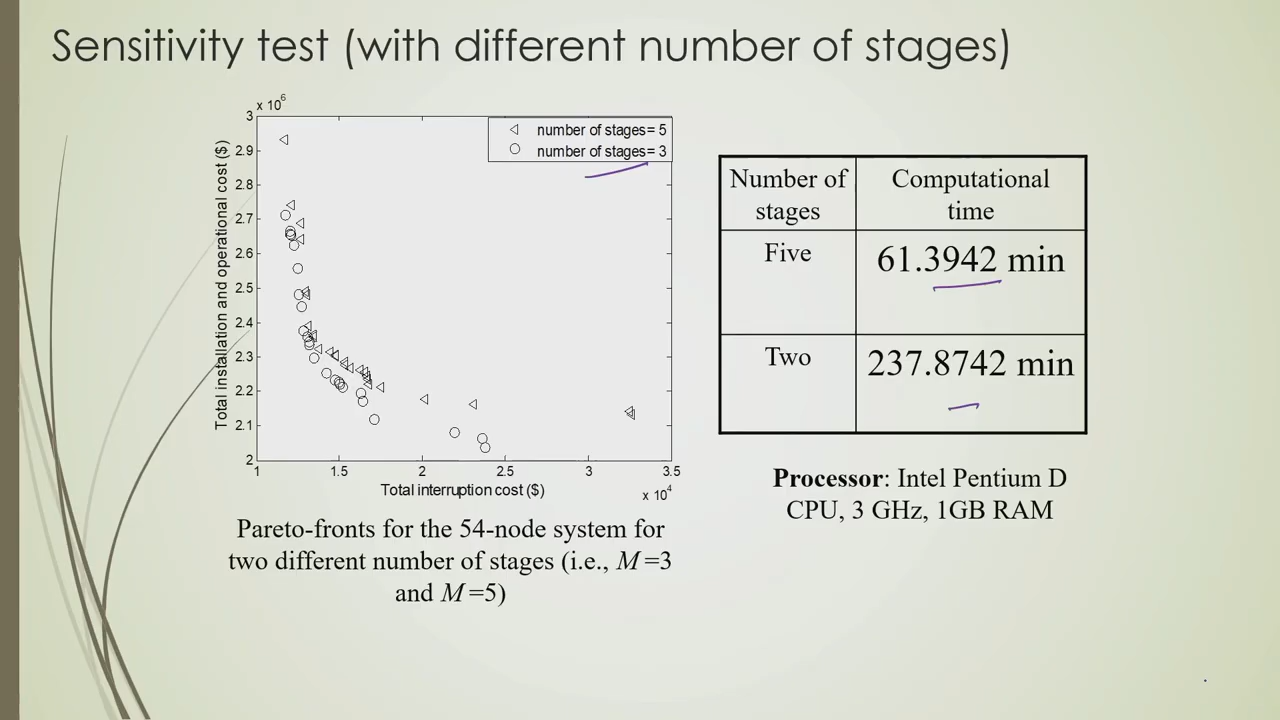 Sensitivity test (with different number of stages)
x 10^6
3
2.9
2.8
2.7
2.6
2.5
2.4
2.3
2.2
2.1
2
Total installation and operational cost ($)
number of stages= 5
number of stages= 3
1 1.5 2 2.5 3 3.5
Total interruption cost ($)
x 10^4
Pareto-fronts for the 54-node system for
two different number of stages (i.e., M=3
and M=5)
Number of stages
Computational time
Five 61.3942 min
Two 237.8742 min
Processor: Intel Pentium D
CPU, 3 GHz, 1GB RAM